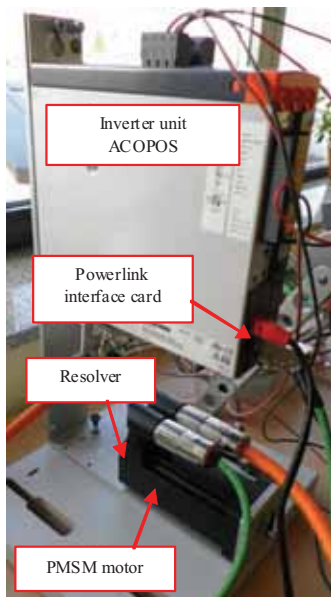 Inverter unit
ACOPOS
Powerlink
interface card
Resolver
PMSM motor